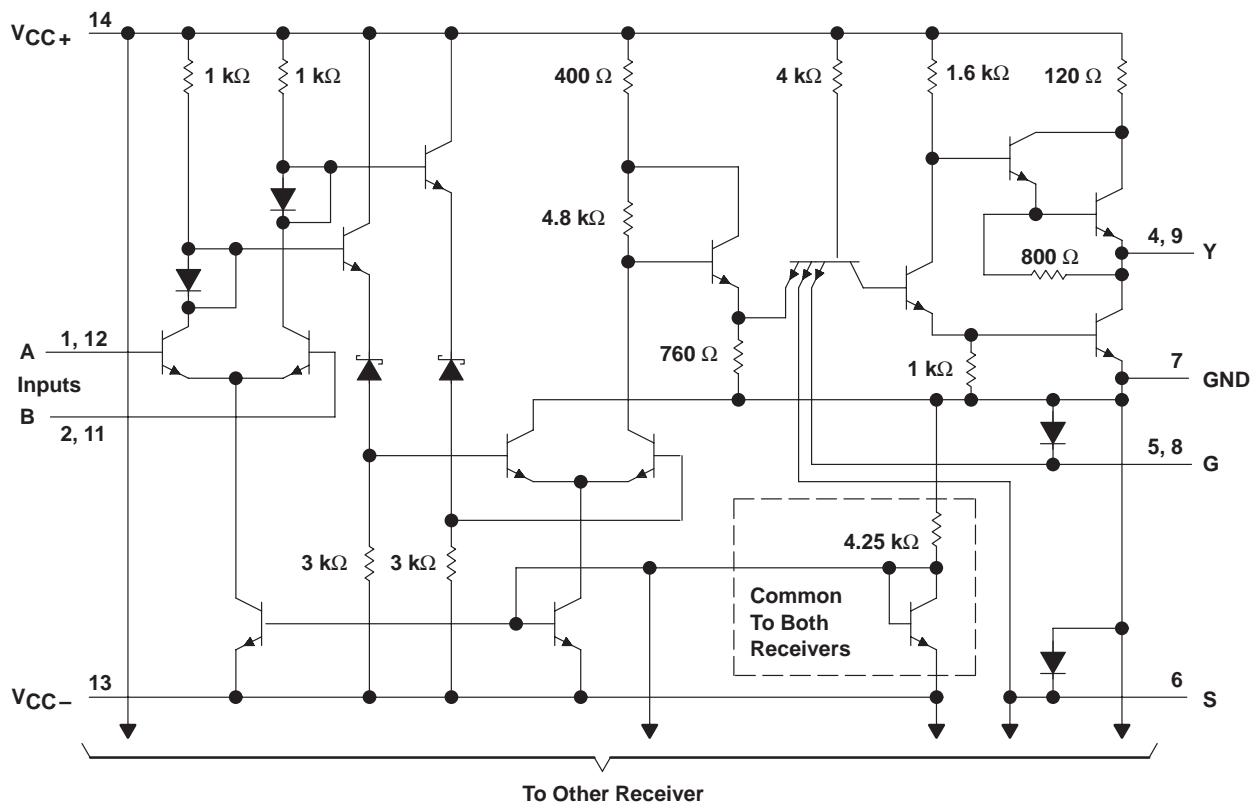 VCC+ 14
1 kΩ 1 kΩ 400 Ω 4 kΩ 1.6 kΩ 120 Ω
4.8 kΩ
4, 9 Y
800 Ω
A 1, 12
760 Ω
1 kΩ
7 GND
Inputs
B 2, 11
5, 8 G
3 kΩ 3 kΩ
4.25 kΩ
Common
To Both
Receivers
VCC− 13
6 S
To Other Receiver